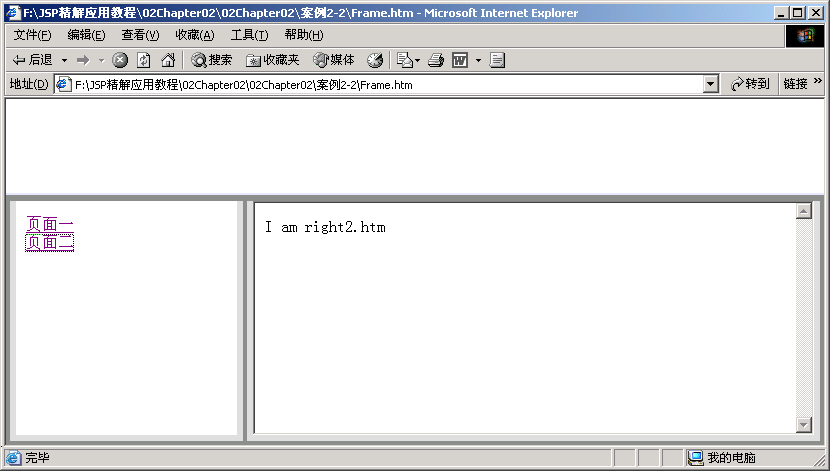 F:\JSP精解应用教程\02Chapter02\02Chapter02\案例2-2\Frame.htm - Microsoft Internet Explorer
文件(F) 编辑(E) 查看(V) 收藏(A) 工具(T) 帮助(H)
后退 搜索 收藏夹 媒体 W
地址(D) F:\JSP精解应用教程\02Chapter02\02Chapter02\案例2-2\Frame.htm 转到 链接 »
页面一
页面二
I am right2.htm
完毕 我的电脑